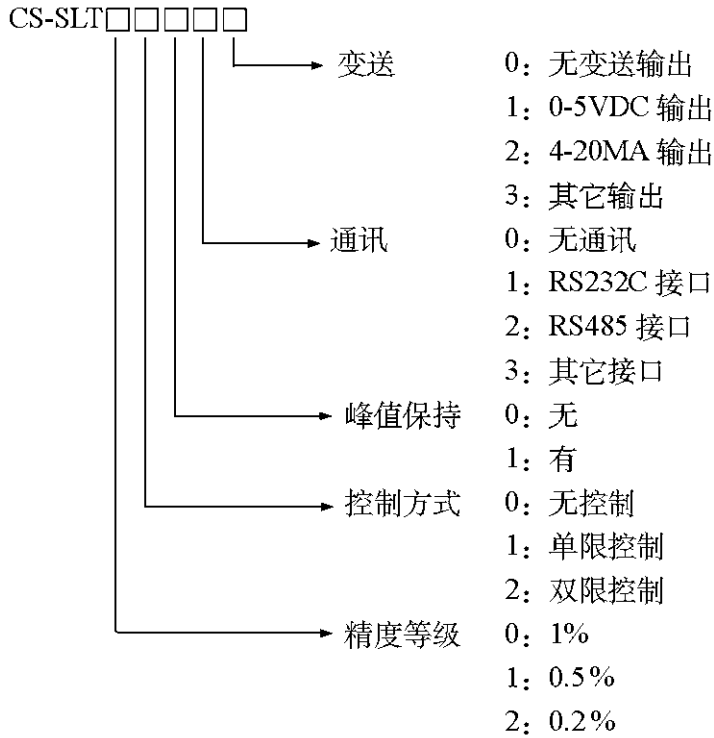 CS-SLT□□□□□
变送 0：无变送输出
1：0-5VDC 输出
2：4-20MA 输出
3：其它输出
通讯 0：无通讯
1：RS232C 接口
2：RS485 接口
3：其它接口
峰值保持 0：无
1：有
控制方式 0：无控制
1：单限控制
2：双限控制
精度等级 0：1%
1：0.5%
2：0.2%